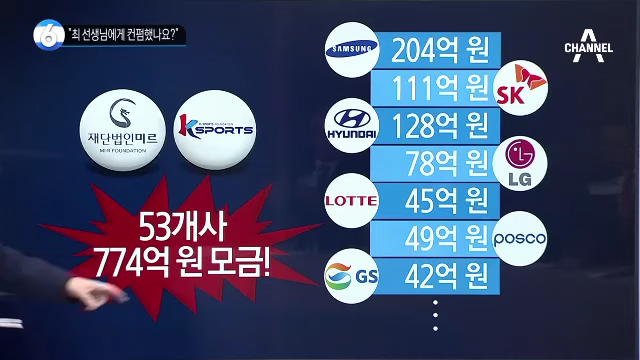 6
"최 선생님에게 컨펌했나요?"
CHANNEL A
재단법인미르
MI-R FOUNDATION
K-SPORTS FOUNDATION
KSPORTS
53개사
774억 원 모금!
SAMSUNG 204억 원
111억 원 SK
HYUNDAI 128억 원
78억 원 LG
LOTTE 45억 원
49억 원 posco
GS 42억 원